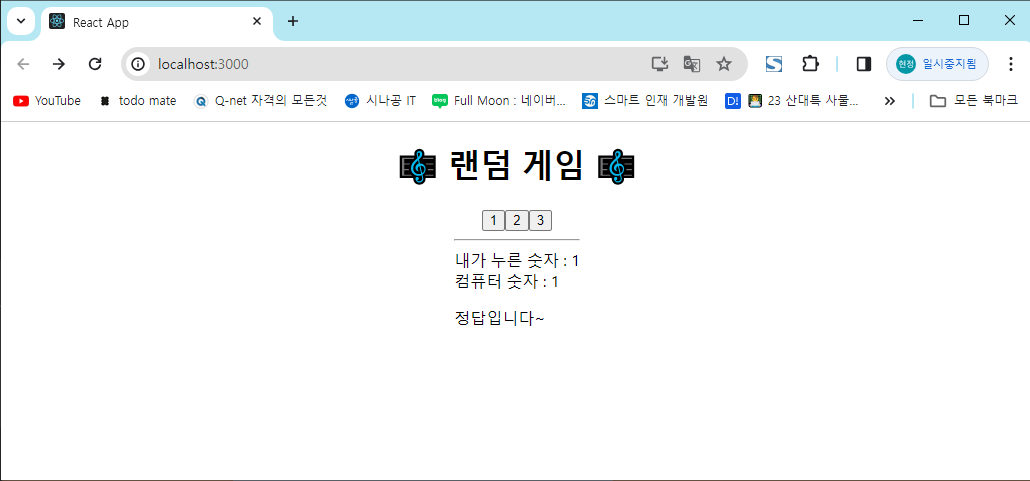 React App
localhost:3000
현정
일시중지됨
YouTube
todo mate
Q-net 자격의 모든것
시나공 IT
blog
Full Moon : 네이버...
스마트 인재 개발원
D!
23 산대특 사물...
모든 북마크
랜덤 게임
1 2 3
내가 누른 숫자 : 1
컴퓨터 숫자 : 1
정답입니다~